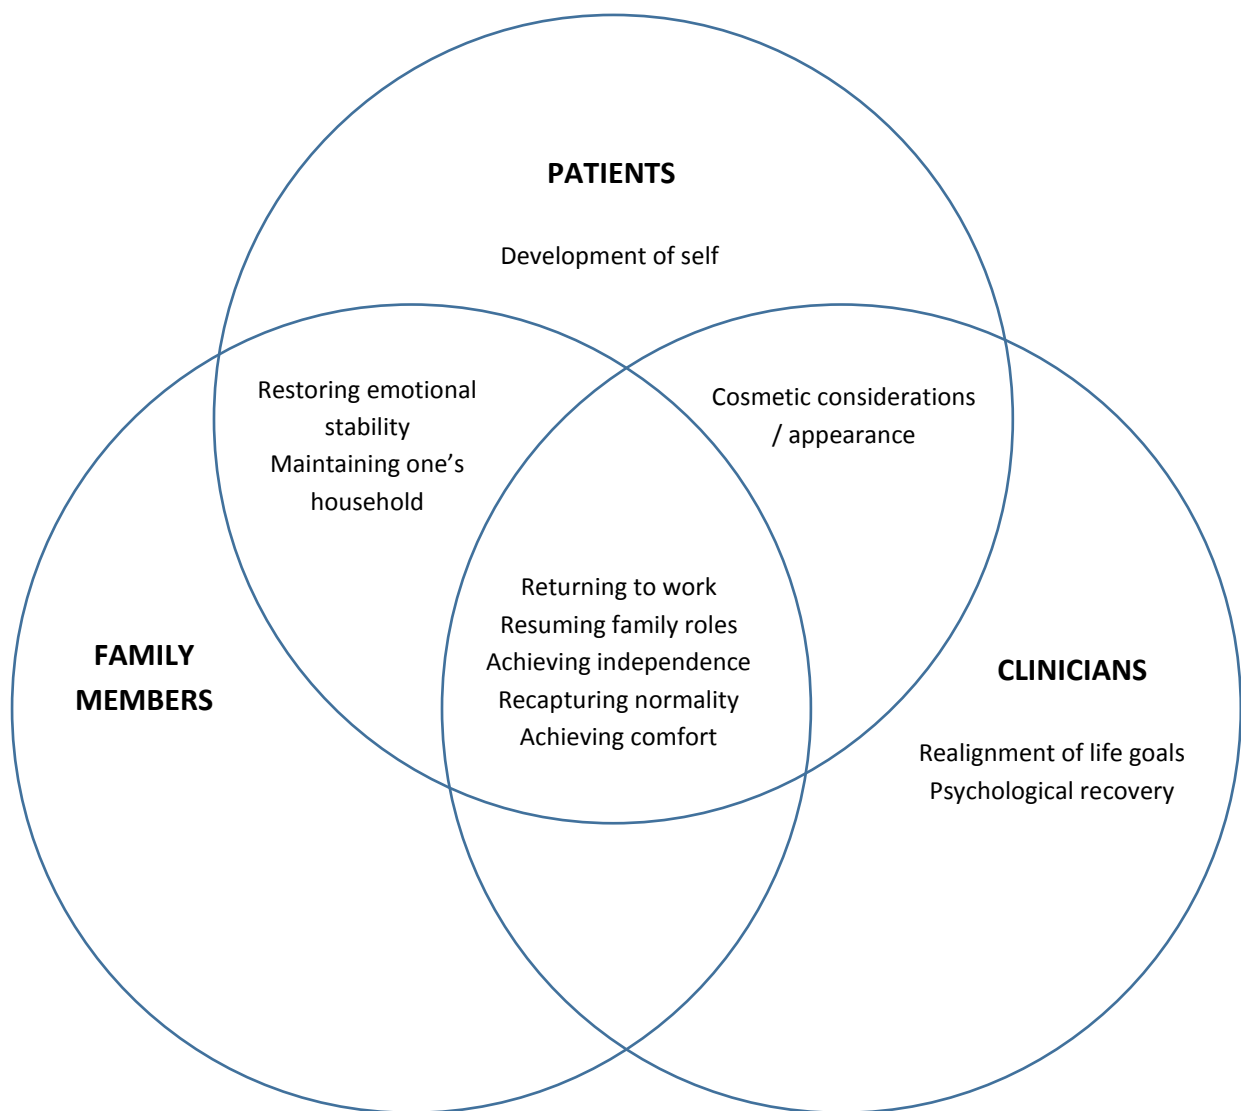 PATIENTS
Development of self
Restoring emotional
stability
Maintaining one’s
household
Cosmetic considerations
/ appearance
Returning to work
Resuming family roles
Achieving independence
Recapturing normality
Achieving comfort
FAMILY
MEMBERS
CLINICIANS
Realignment of life goals
Psychological recovery